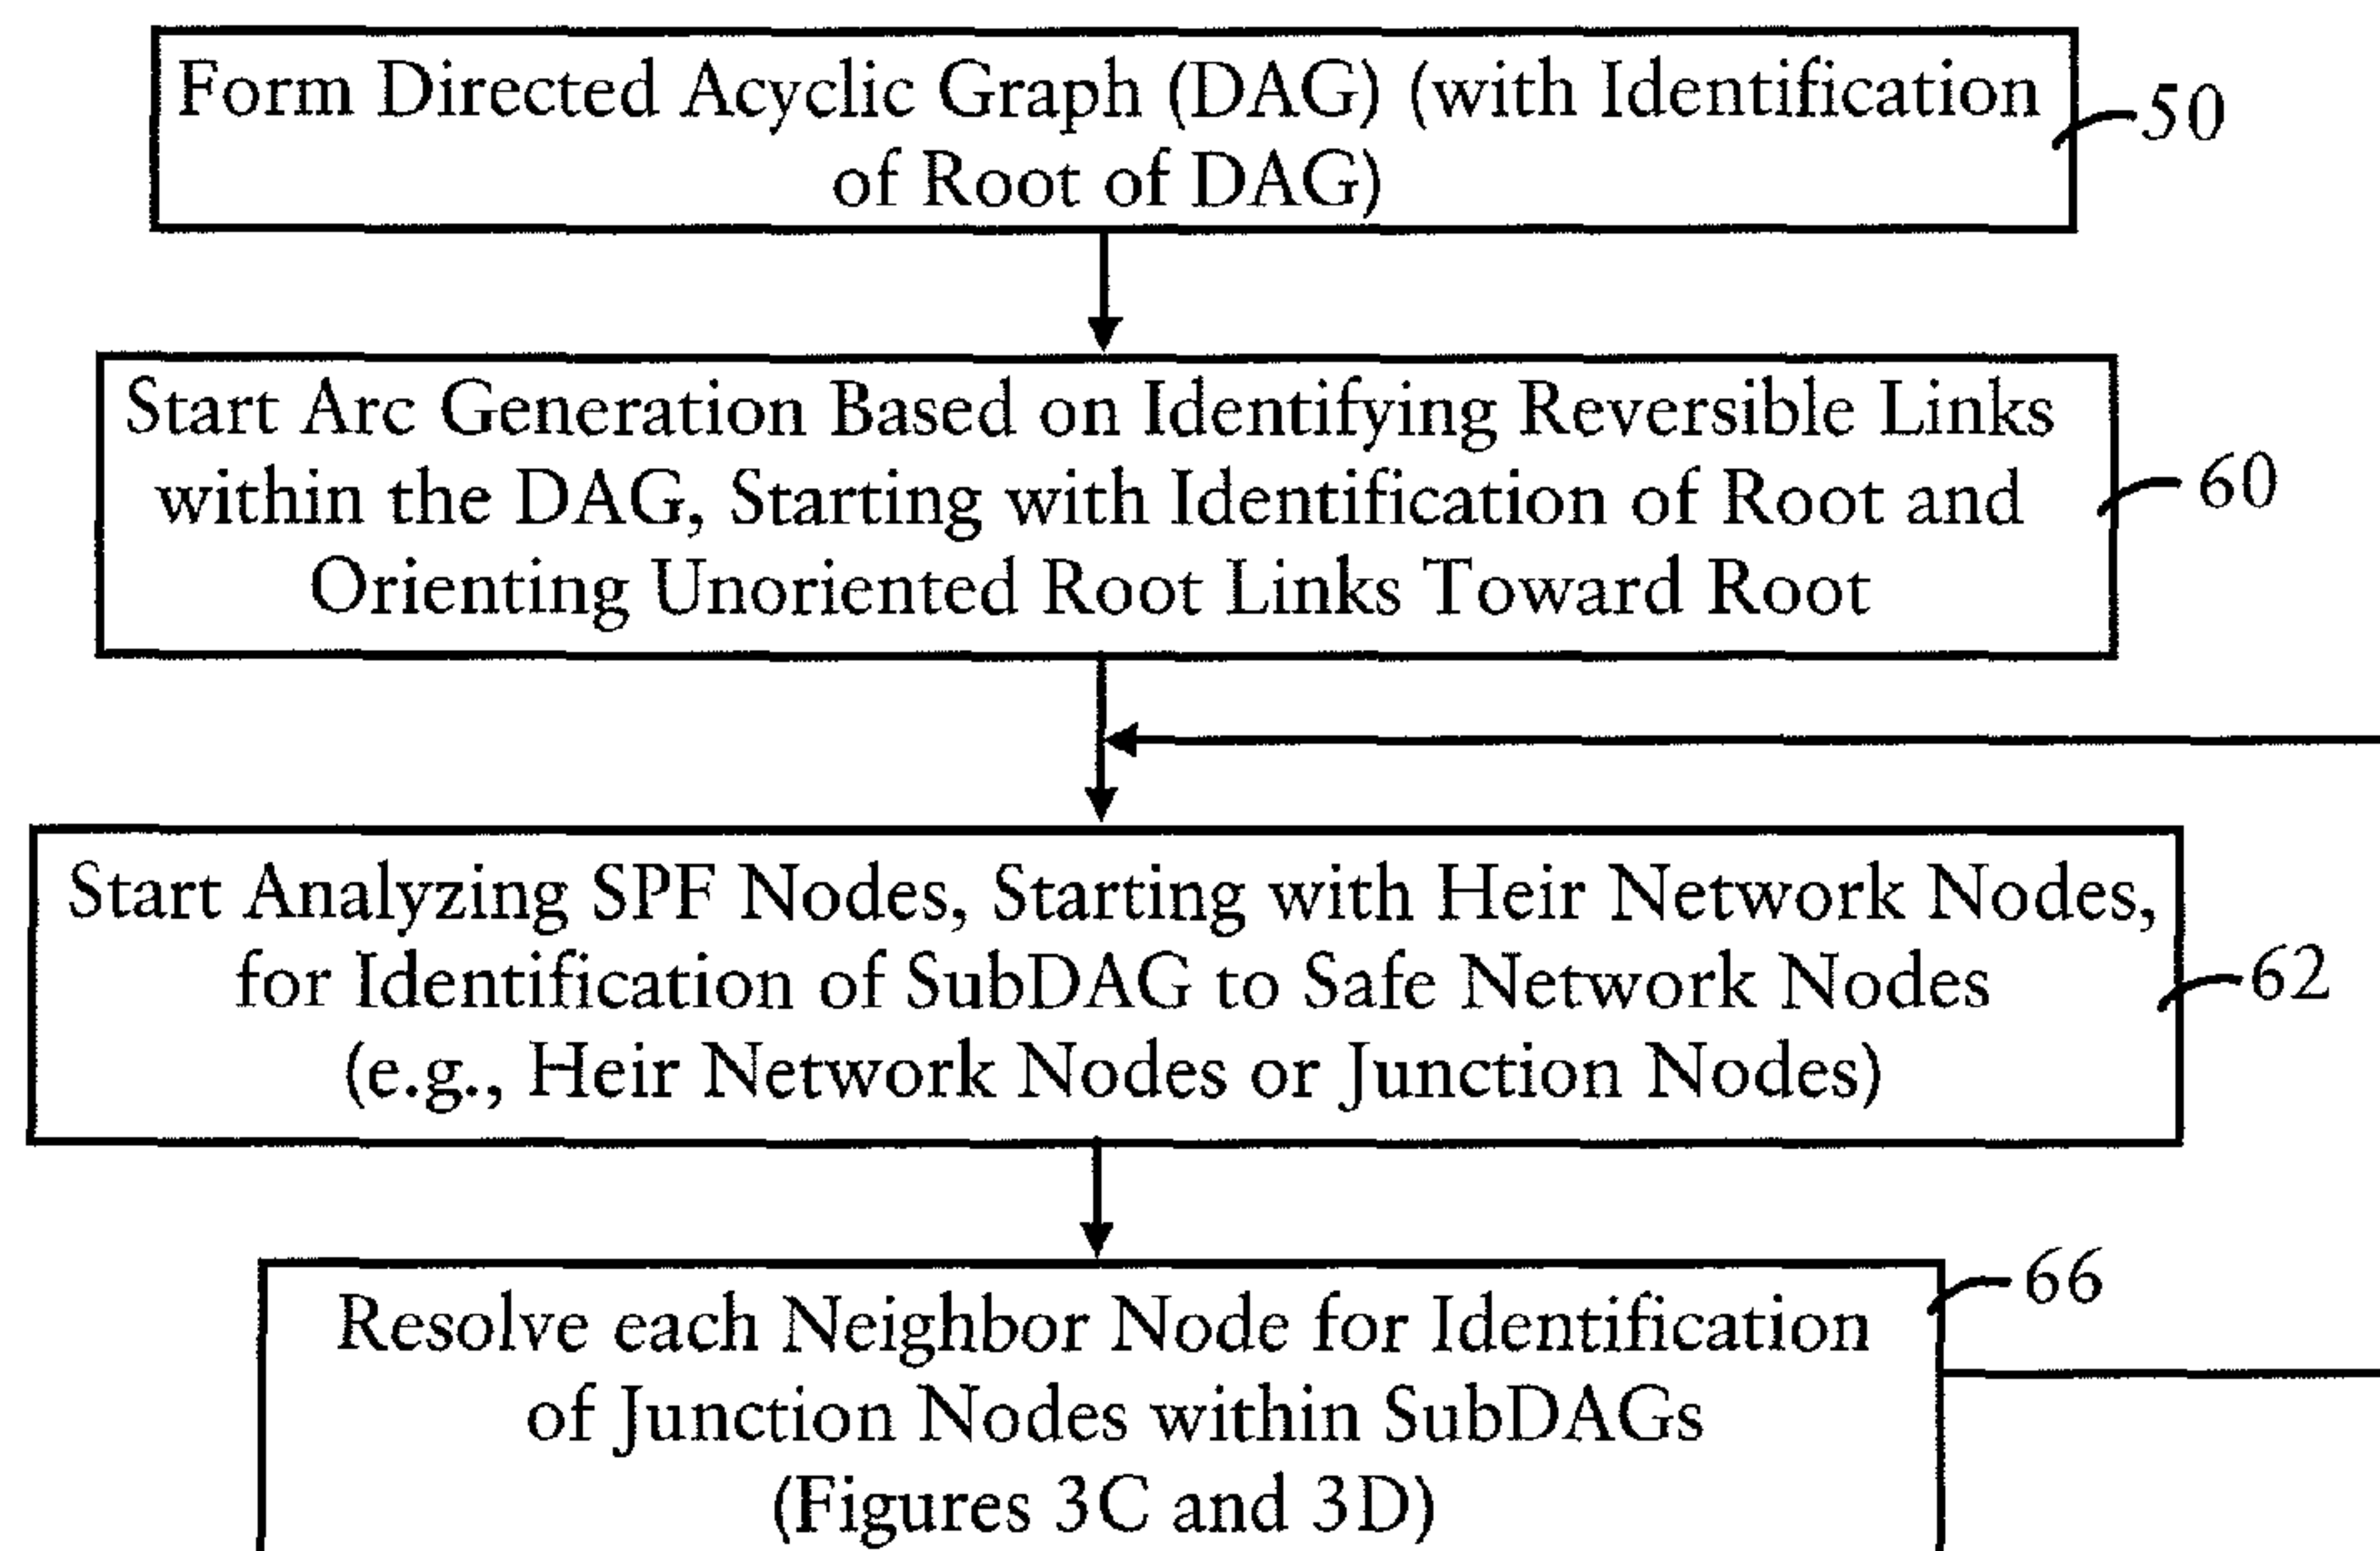 Form Directed Acyclic Graph (DAG) (with Identification
of Root of DAG)
50
Start Arc Generation Based on Identifying Reversible Links
within the DAG, Starting with Identification of Root and
Orienting Unoriented Root Links Toward Root
60
Start Analyzing SPF Nodes, Starting with Heir Network Nodes,
for Identification of SubDAG to Safe Network Nodes
(e.g., Heir Network Nodes or Junction Nodes)
62
Resolve each Neighbor Node for Identification
of Junction Nodes within SubDAGs
(Figures 3C and 3D)
66